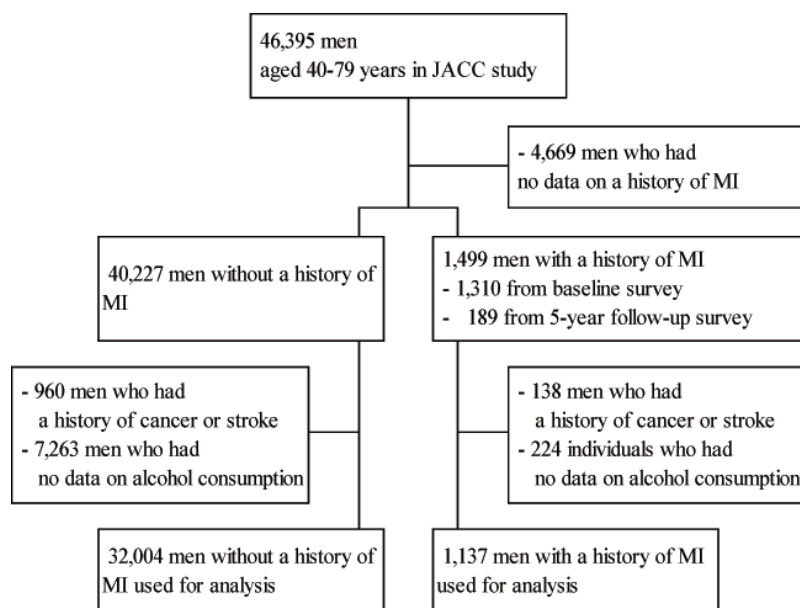 46,395 men
aged 40-79 years in JACC study
- 4,669 men who had
no data on a history of MI
40,227 men without a history of
MI
1,499 men with a history of MI
- 1,310 from baseline survey
- 189 from 5-year follow-up survey
- 960 men who had
a history of cancer or stroke
- 7,263 men who had
no data on alcohol consumption
- 138 men who had
a history of cancer or stroke
- 224 individuals who had
no data on alcohol consumption
32,004 men without a history of
MI used for analysis
1,137 men with a history of MI
used for analysis